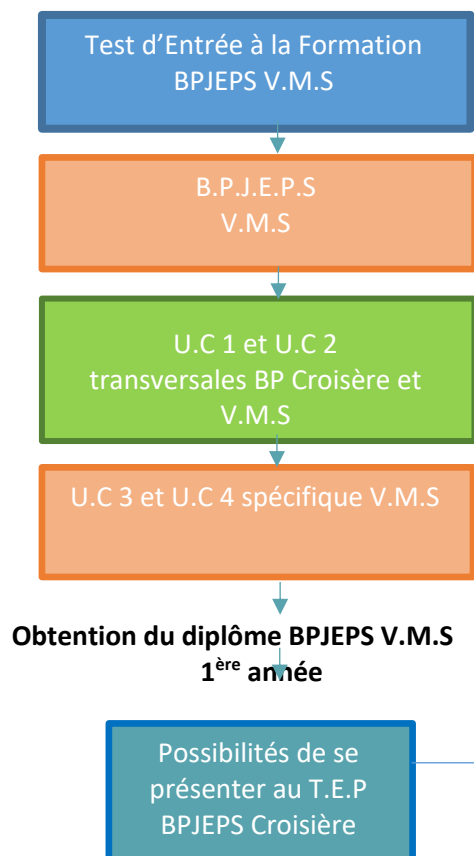 Test d’Entrée à la Formation
BPJEPS V.M.S
B.P.J.E.P.S
V.M.S
U.C 1 et U.C 2
transversales BP Croisère et
V.M.S
U.C 3 et U.C 4 spécifique V.M.S
Obtention du diplôme BPJEPS V.M.S
1ère année
Possibilités de se
présenter au T.E.P
BPJEPS Croisière